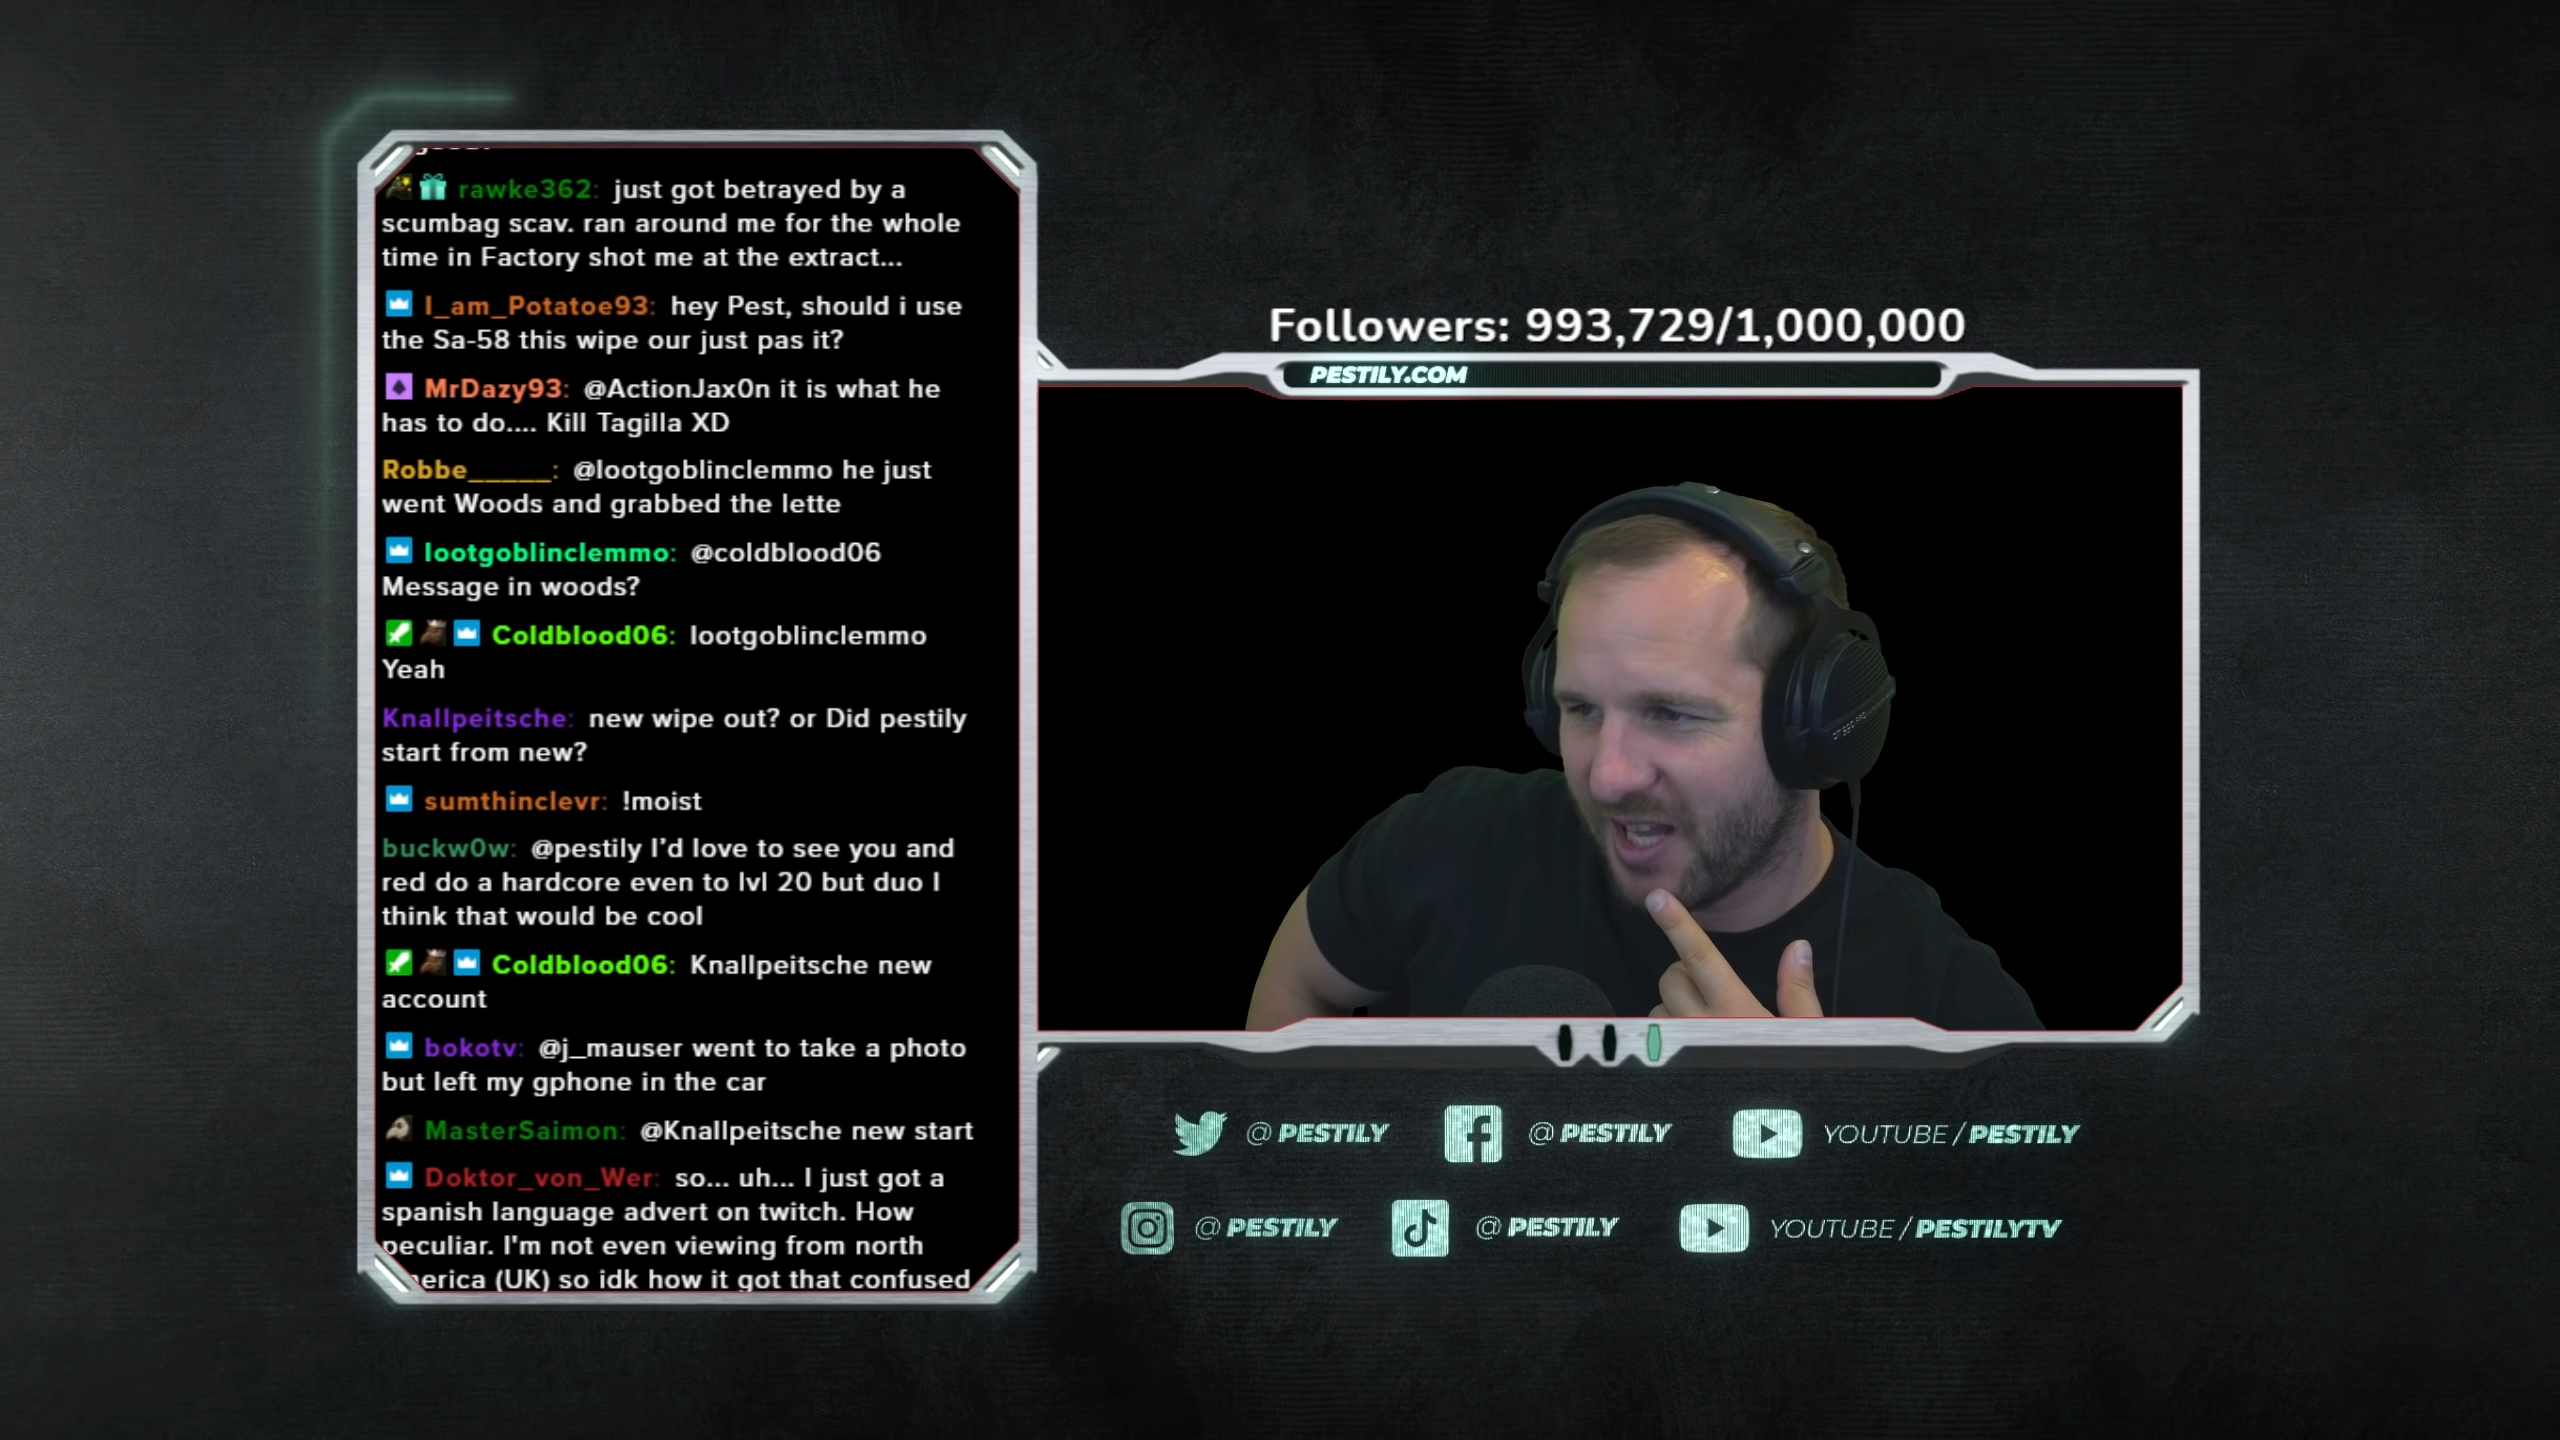 rawke362: just got betrayed by a
scumbag scav. ran around me for the whole
time in Factory shot me at the extract...
I_am_Potatoe93: hey Pest, should i use
the Sa-58 this wipe our just pas it?
MrDazy93: @ActionJax0n it is what he
has to do.... Kill Tagilla XD
Robbe_____: @lootgoblinclemmo he just
went Woods and grabbed the lette
lootgoblinclemmo: @coldblood06
Message in woods?
Coldblood06: lootgoblinclemmo
Yeah
Knallpeitsche: new wipe out? or Did pestily
start from new?
sumthinclevr: !moist
buckw0w: @pestily I’d love to see you and
red do a hardcore even to lvl 20 but duo I
think that would be cool
Coldblood06: Knallpeitsche new
account
bokotv: @j_mauser went to take a photo
but left my gphone in the car
MasterSaimon: @Knallpeitsche new start
Doktor_von_Wer: so... uh... I just got a
spanish language advert on twitch. How
peculiar. I'm not even viewing from north
erica (UK) so idk how it got that confused
Followers: 993,729/1,000,000
PESTILY.COM
@PESTILY @PESTILY YOUTUBE/PESTILY
@PESTILY @PESTILY YOUTUBE/PESTILYTV